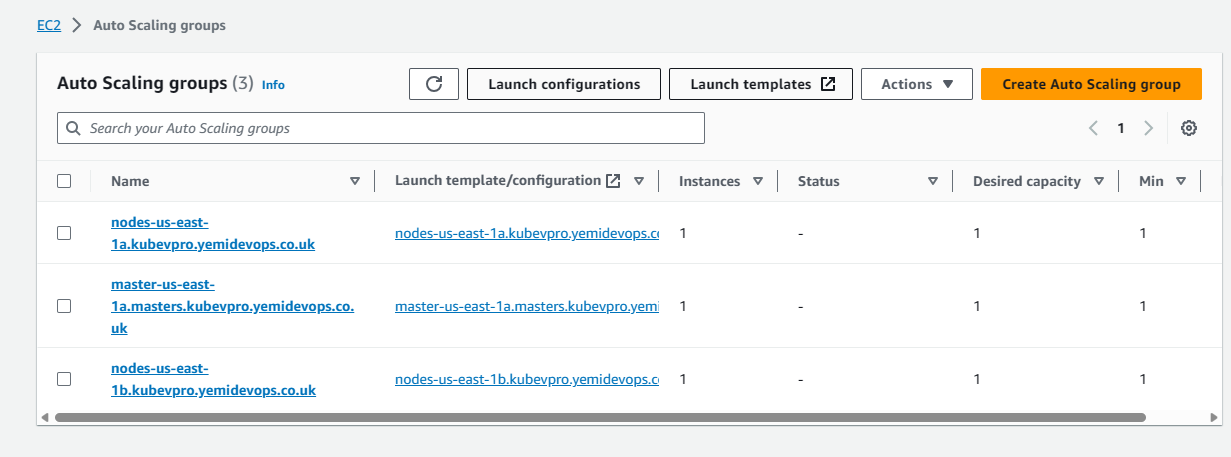 EC2 > Auto Scaling groups
Auto Scaling groups (3) Info
Launch configurations
Launch templates
Actions
Create Auto Scaling group
Search your Auto Scaling groups
1
Name
Launch template/configuration
Instances
Status
Desired capacity
Min
nodes-us-east-
1a.kubevpro.yemidevops.co.uk
nodes-us-east-1a.kubevpro.yemidevops.co
1
-
1
1
master-us-east-
1a.masters.kubevpro.yemidevops.co.
uk
master-us-east-1a.masters.kubevpro.yemi
1
-
1
1
nodes-us-east-
1b.kubevpro.yemidevops.co.uk
nodes-us-east-1b.kubevpro.yemidevops.co
1
-
1
1